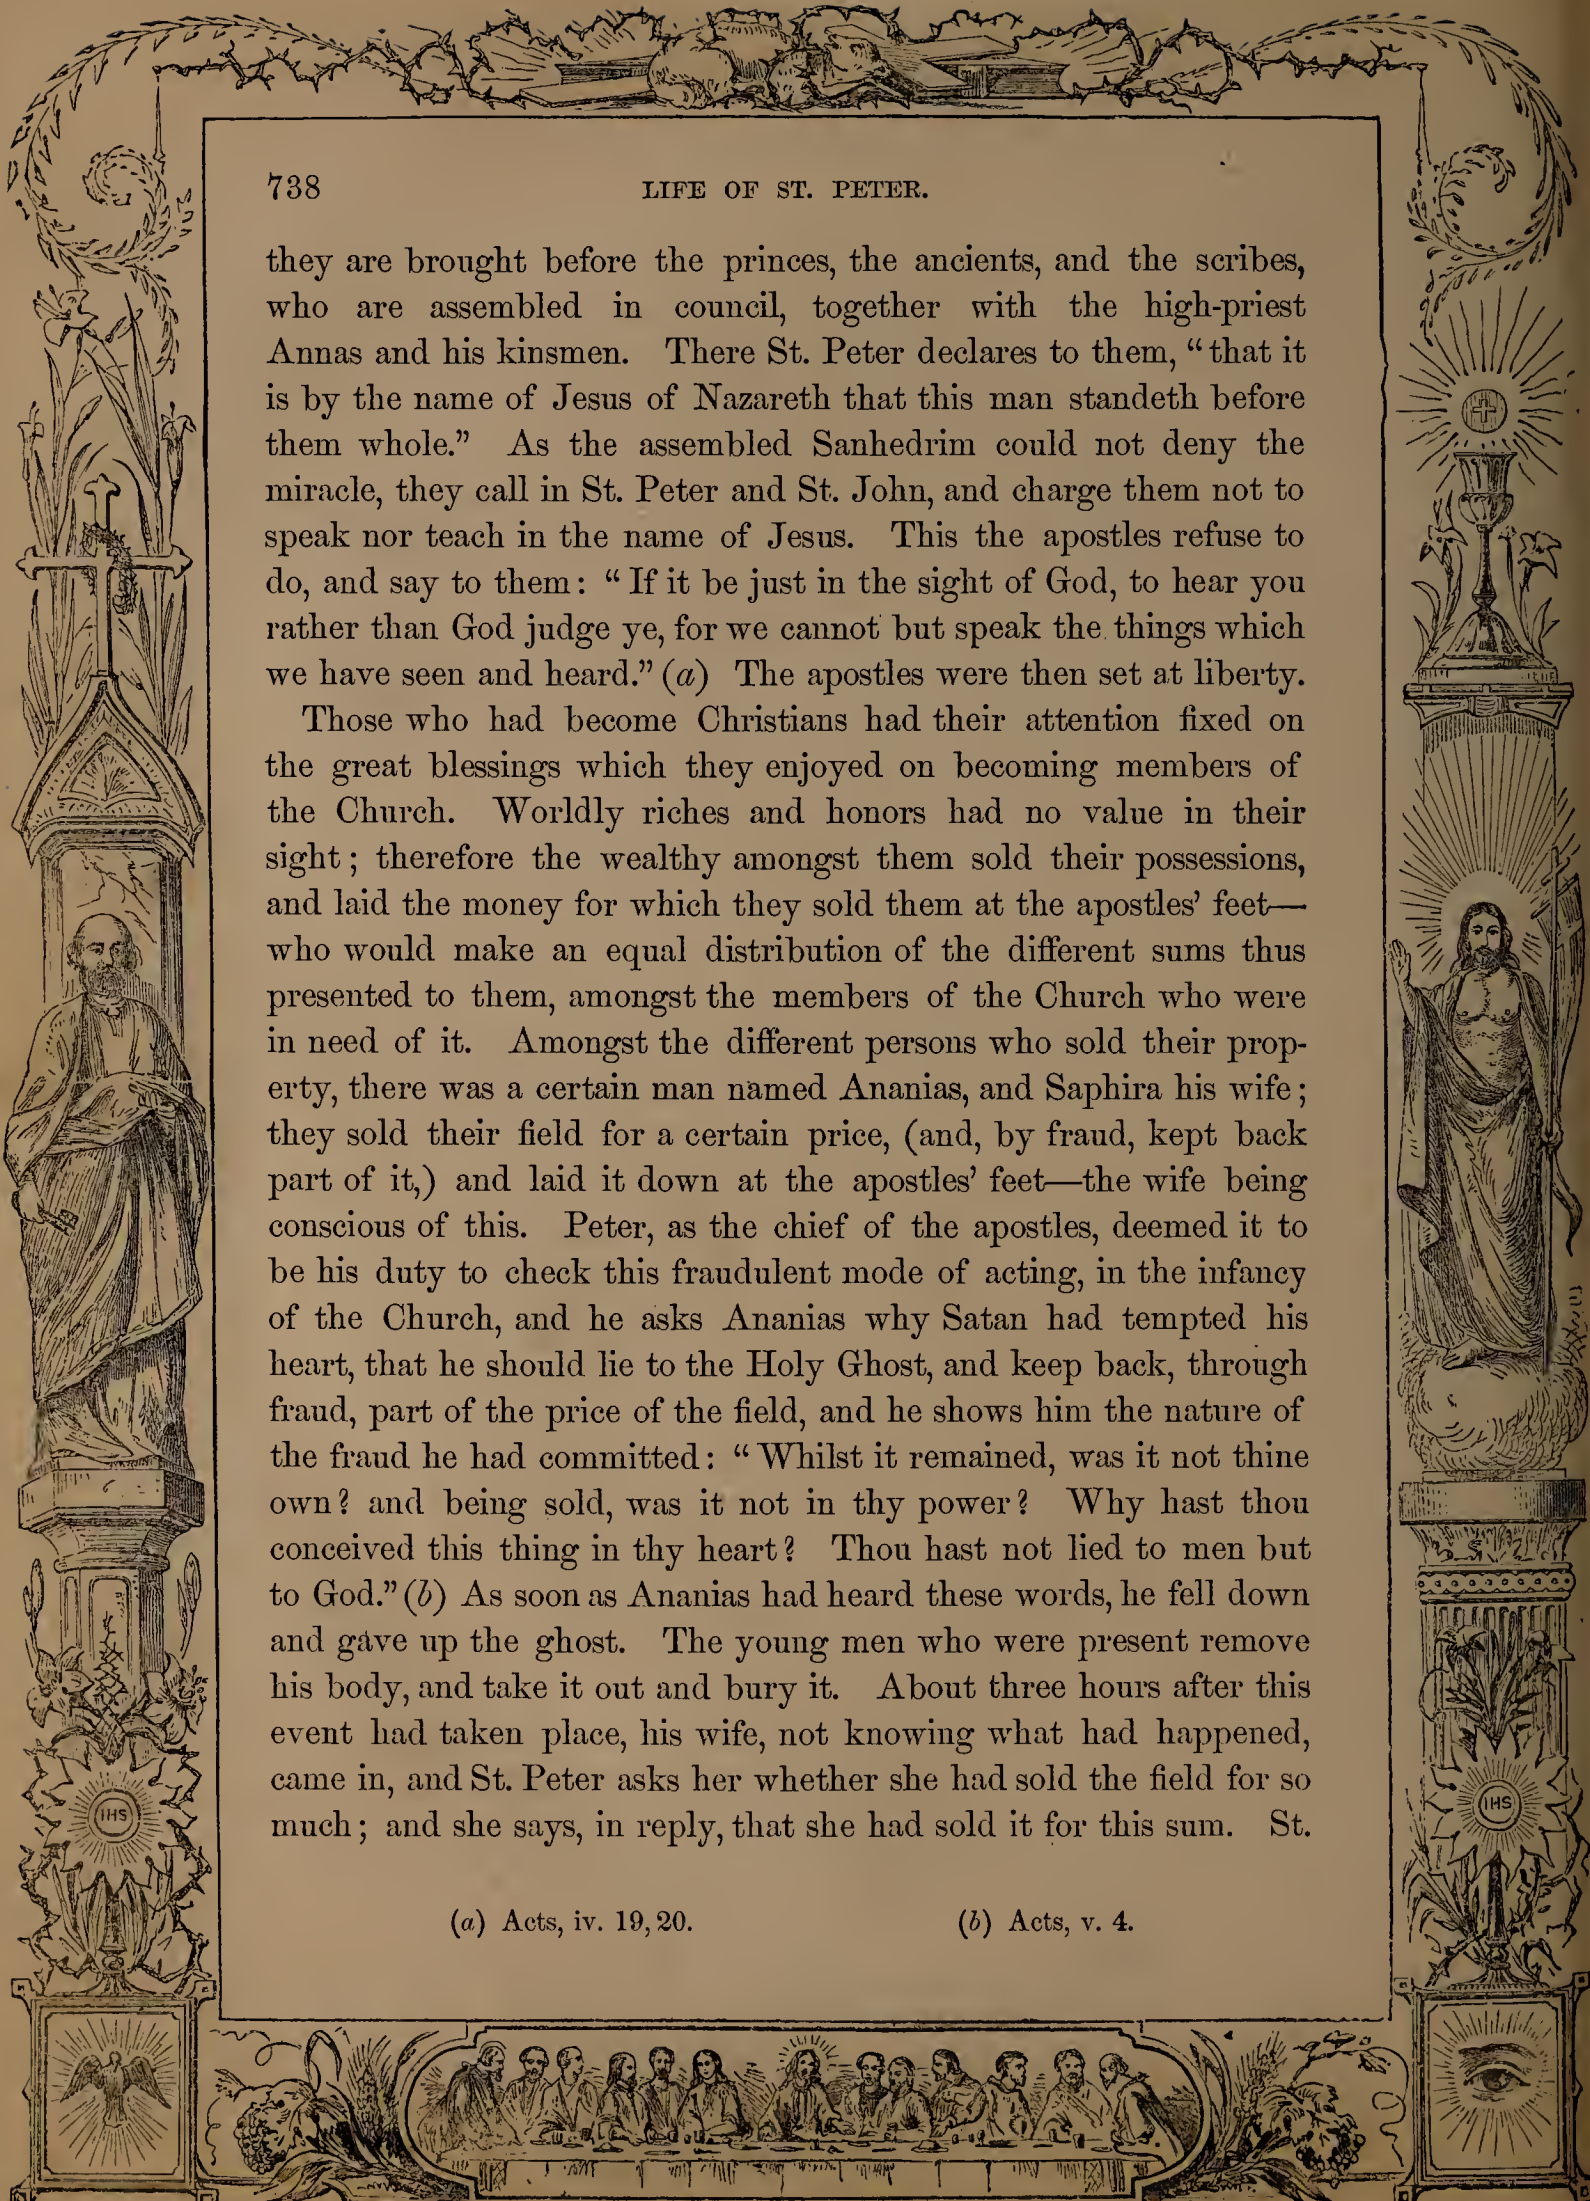 738 LIFE OF ST. PETER.
they are brought before the princes, the ancients, and the scribes,
who are assembled in council, together with the high-priest
Annas and his kinsmen. There St. Peter declares to them, “that it
is by the name of Jesus of Nazareth that this man standeth before
them whole.” As the assembled Sanhedrim could not deny the
miracle, they call in St. Peter and St. John, and charge them not to
speak nor teach in the name of Jesus. This the apostles refuse to
do, and say to them: “If it be just in the sight of God, to hear you
rather than God judge ye, for we cannot but speak the things which
we have seen and heard.” (a) The apostles were then set at liberty.
Those who had become Christians had their attention fixed on
the great blessings which they enjoyed on becoming members of
the Church. Worldly riches and honors had no value in their
sight; therefore the wealthy amongst them sold their possessions,
and laid the money for which they sold them at the apostles’ feet—
who would make an equal distribution of the different sums thus
presented to them, amongst the members of the Church who were
in need of it. Amongst the different persons who sold their prop-
erty, there was a certain man named Ananias, and Saphira his wife;
they sold their field for a certain price, (and, by fraud, kept back
part of it,) and laid it down at the apostles’ feet—the wife being
conscious of this. Peter, as the chief of the apostles, deemed it to
be his duty to check this fraudulent mode of acting, in the infancy
of the Church, and he asks Ananias why Satan had tempted his
heart, that he should lie to the Holy Ghost, and keep back, through
fraud, part of the price of the field, and he shows him the nature of
the fraud he had committed: “Whilst it remained, was it not thine
own? and being sold, was it not in thy power? Why hast thou
conceived this thing in thy heart? Thou hast not lied to men but
to God.” (b) As soon as Ananias had heard these words, he fell down
and gave up the ghost. The young men who were present remove
his body, and take it out and bury it. About three hours after this
event had taken place, his wife, not knowing what had happened,
came in, and St. Peter asks her whether she had sold the field for so
much; and she says, in reply, that she had sold it for this sum. St.
(a) Acts, iv. 19, 20. (b) Acts, v. 4.
IHS
IHS